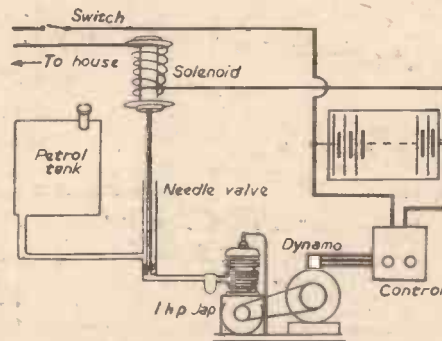 Switch
To house
Solenoid
Petrol
tank
Needle valve
Dynamo
1 hp Jap
Control